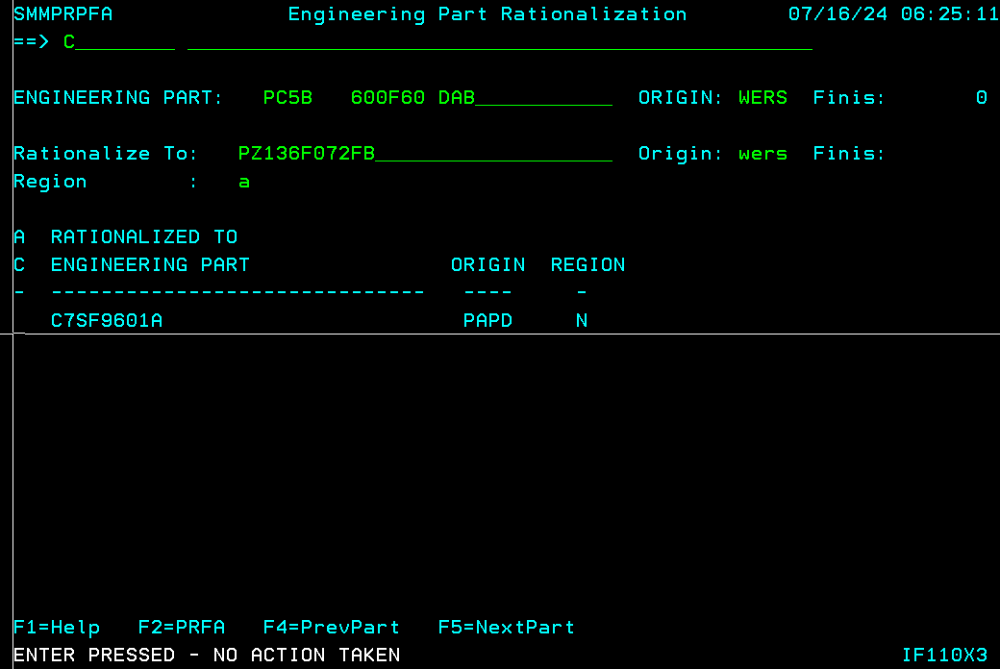 SMMPRPFA Engineering Part Rationalization 07/16/24 06:25:11
==> C________ __________________________________________________
ENGINEERING PART: PC5B 600F60 DAB___________ ORIGIN: WERS Finis: 0
Rationalize To: PZ136F072FB___________________ Origin: wers Finis:
Region : a
A RATIONALIZED TO
C ENGINEERING PART ORIGIN REGION
- ------------------------------ ---- -
C7SF9601A PAPD N
F1=Help F2=PRFA F4=PrevPart F5=NextPart
ENTER PRESSED - NO ACTION TAKEN IF110X3